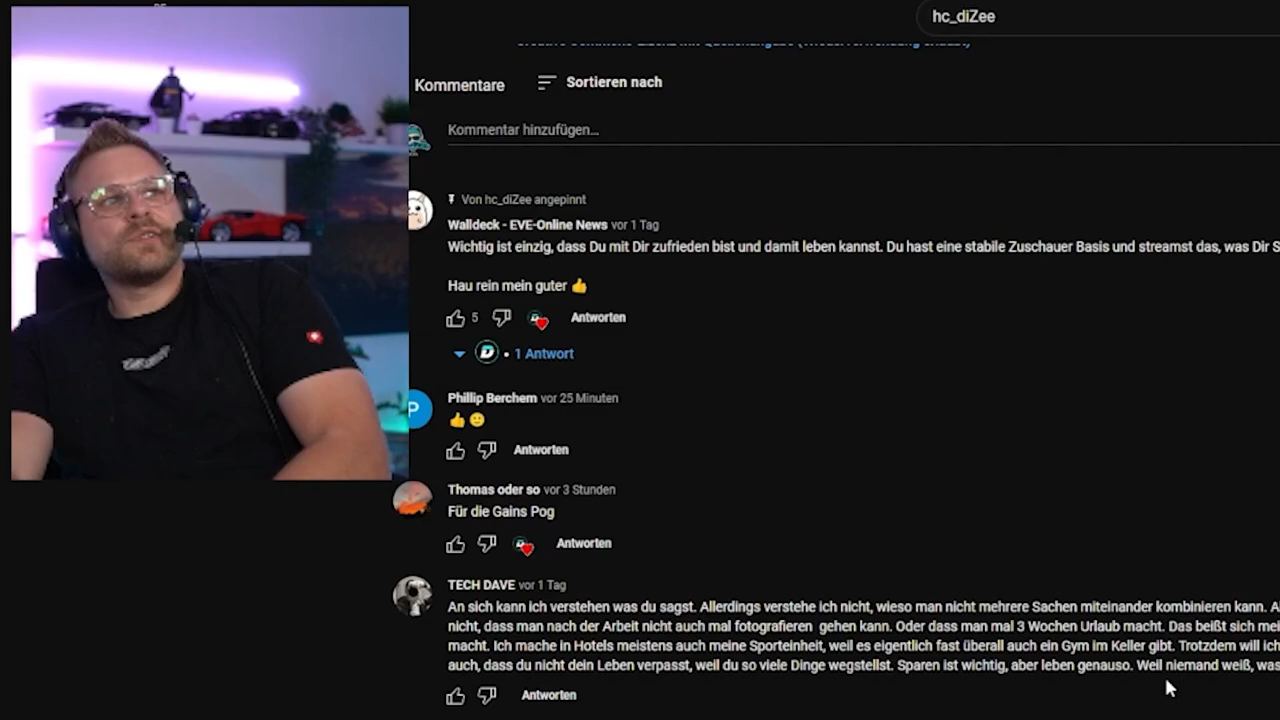 hc_diZee
Creative Commons-Lizenz mit Quellenangabe (Wiederverwendung erlaubt)
Kommentare
Sortieren nach
Kommentar hinzufügen...
Von hc_diZee angepinnt
Walldeck - EVE-Online News vor 1 Tag
Wichtig ist einzig, dass Du mit Dir zufrieden bist und damit leben kannst. Du hast eine stabile Zuschauer Basis und streamst das, was Dir S
Hau rein mein guter 👍
5
Antworten
D • 1 Antwort
P
Phillip Berchem vor 25 Minuten
👍🙂
Antworten
Thomas oder so vor 3 Stunden
Für die Gains Pog
Antworten
TECH DAVE vor 1 Tag
An sich kann ich verstehen was du sagst. Allerdings verstehe ich nicht, wieso man nicht mehrere Sachen miteinander kombinieren kann. A
nicht, dass man nach der Arbeit nicht auch mal fotografieren gehen kann. Oder dass man mal 3 Wochen Urlaub macht. Das beißt sich mei
macht. Ich mache in Hotels meistens auch meine Sporteinheit, weil es eigentlich fast überall auch ein Gym im Keller gibt. Trotzdem will ich
auch, dass du nicht dein Leben verpasst, weil du so viele Dinge wegstellst. Sparen ist wichtig, aber leben genauso. Weil niemand weiß, was
Antworten